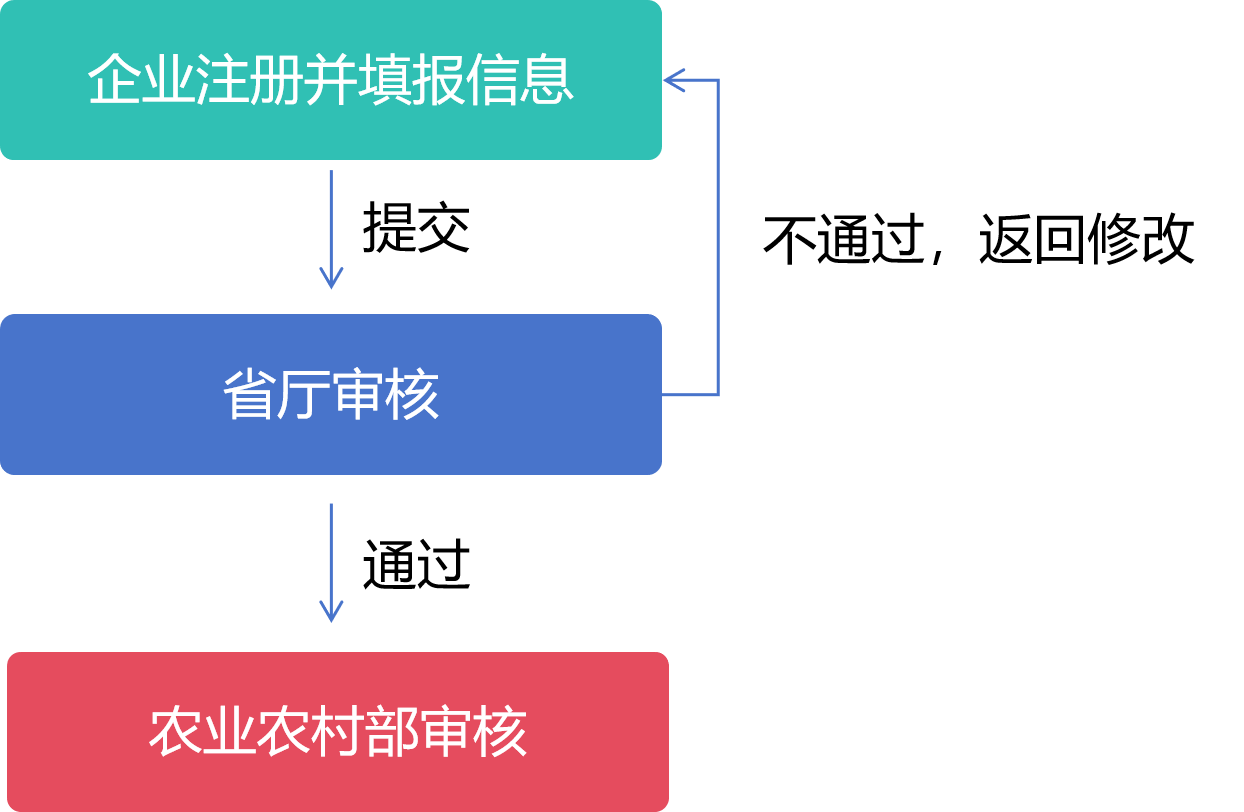 企业注册并填报信息
提交
不通过，返回修改
省厅审核
通过
农业农村部审核